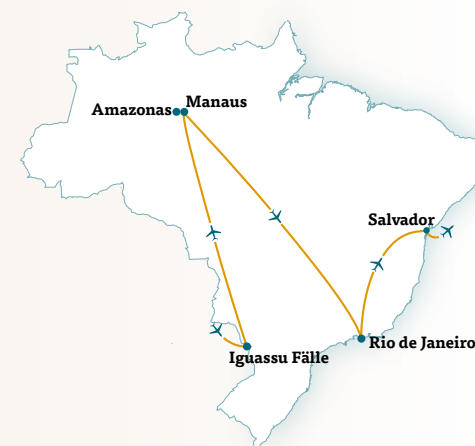 Manaus
Amazonas
Salvador
Rio de Janeiro
Iguassu Fälle